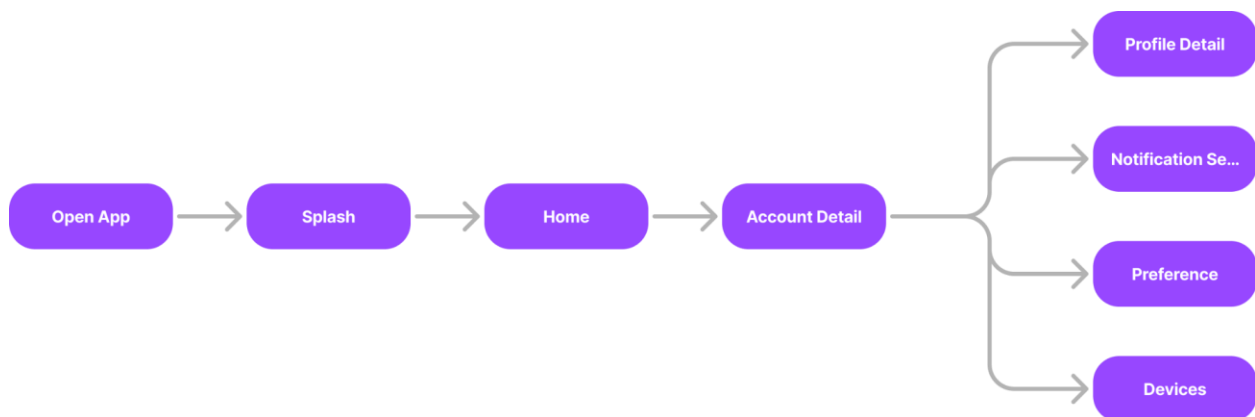 Profile Detail
Notification Se...
Open App
Splash
Home
Account Detail
Preference
Devices